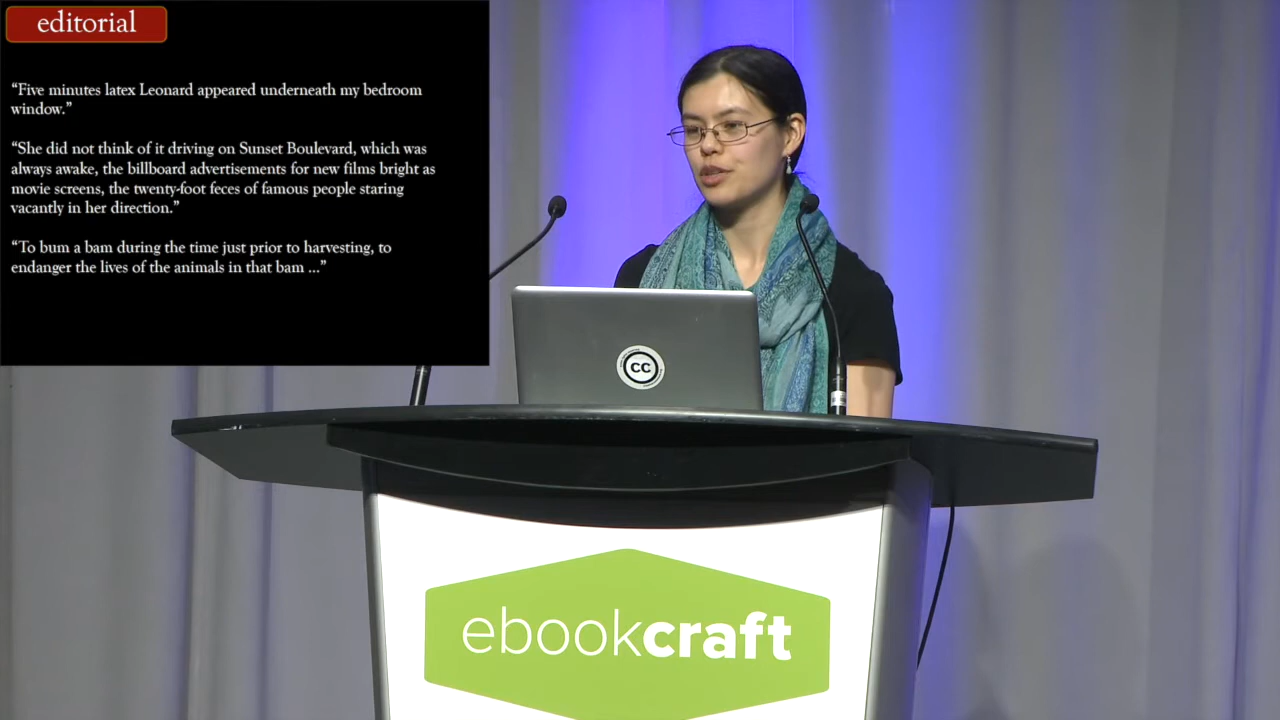 editorial
“Five minutes latex Leonard appeared underneath my bedroom
window.”
“She did not think of it driving on Sunset Boulevard, which was
always awake, the billboard advertisements for new films bright as
movie screens, the twenty-foot feces of famous people staring
vacantly in her direction.”
“To bum a bam during the time just prior to harvesting, to
endanger the lives of the animals in that bam ...”
CC
ebookcraft